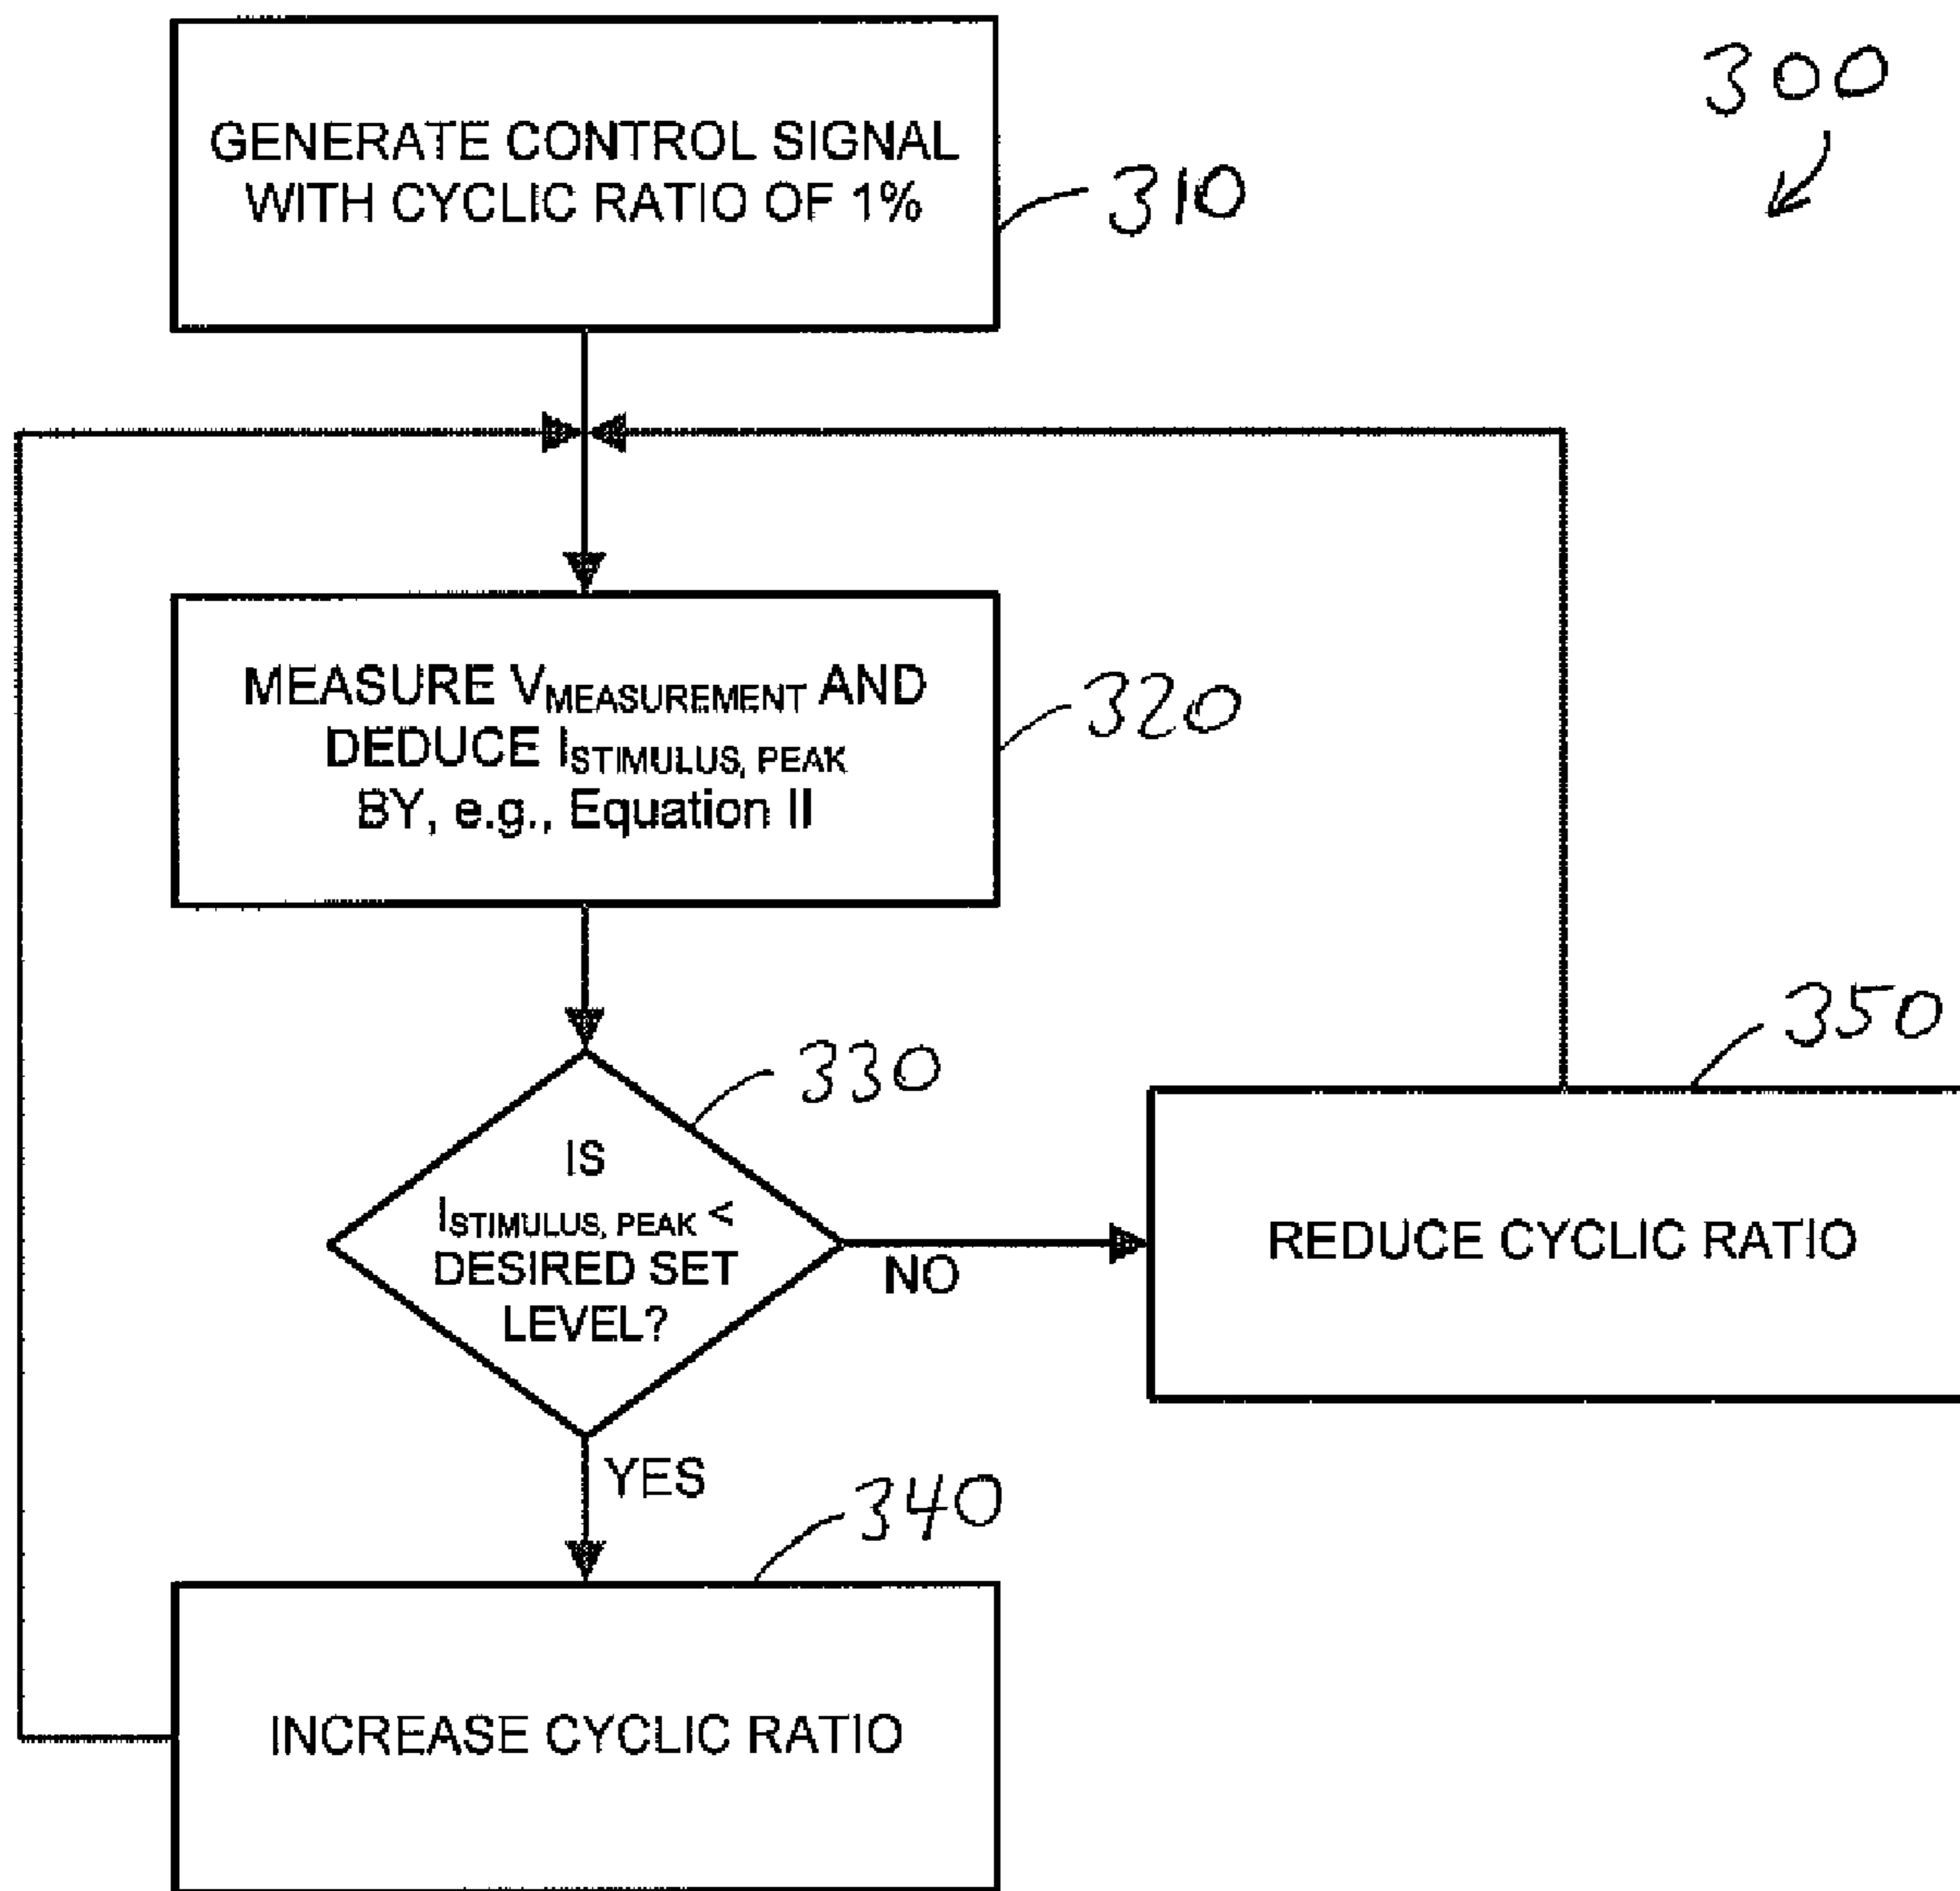 300
GENERATE CONTROL SIGNAL
WITH CYCLIC RATIO OF 1%
310
MEASURE VMEASUREMENT AND
DEDUCE ISTIMULUS, PEAK
BY, e.g., Equation II
320
330
IS
ISTIMULUS, PEAK <
DESIRED SET
LEVEL?
NO
350
REDUCE CYCLIC RATIO
YES
340
INCREASE CYCLIC RATIO